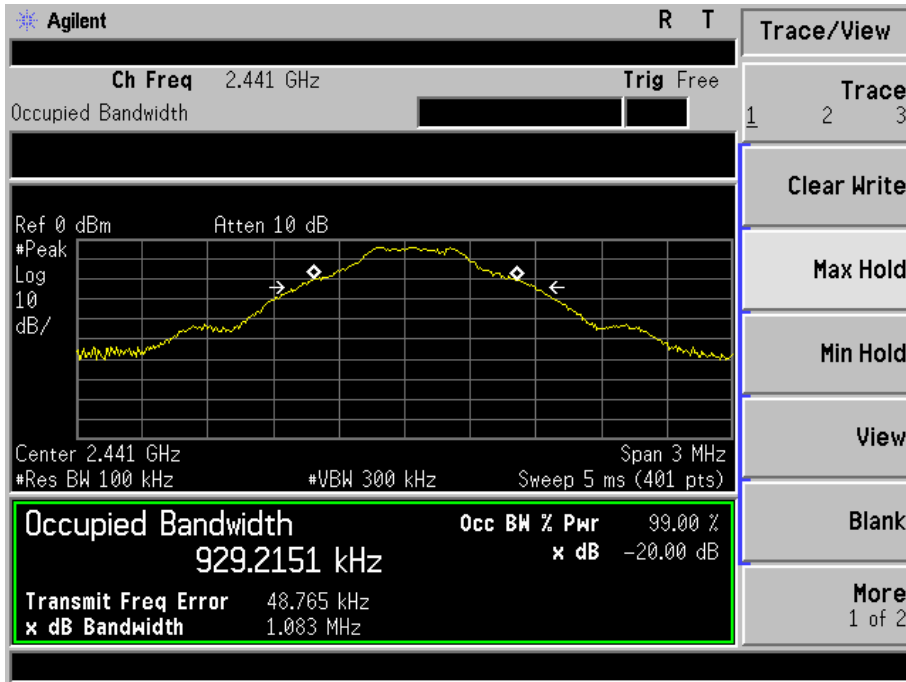 Agilent R T
Ch Freq 2.441 GHz Trig Free
Occupied Bandwidth
Ref 0 dBm Atten 10 dB
#Peak
Log
10
dB/
Center 2.441 GHz Span 3 MHz
#Res BW 100 kHz #VBW 300 kHz Sweep 5 ms (401 pts)
Occupied Bandwidth Occ BW % Pwr 99.00 %
929.2151 kHz x dB -20.00 dB
Transmit Freq Error 48.765 kHz
x dB Bandwidth 1.083 MHz
Trace/View
Trace
1 2 3
Clear Write
Max Hold
Min Hold
View
Blank
More
1 of 2